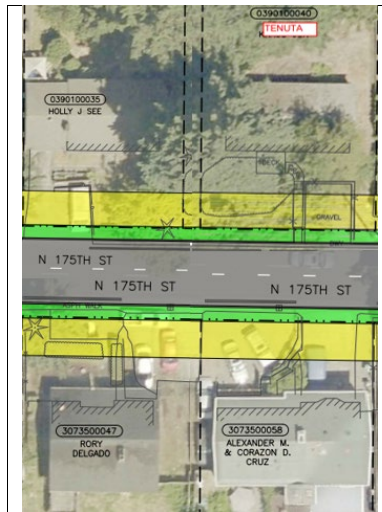 0390100040
TENUTA
0390100035
HOLLY J SEE
GRAVEL
N 175TH ST
N 175TH ST
N 175TH ST
3073500047
RORY
DELGADO
3073500058
ALEXANDER M.
& CORAZON D.
CRUZ